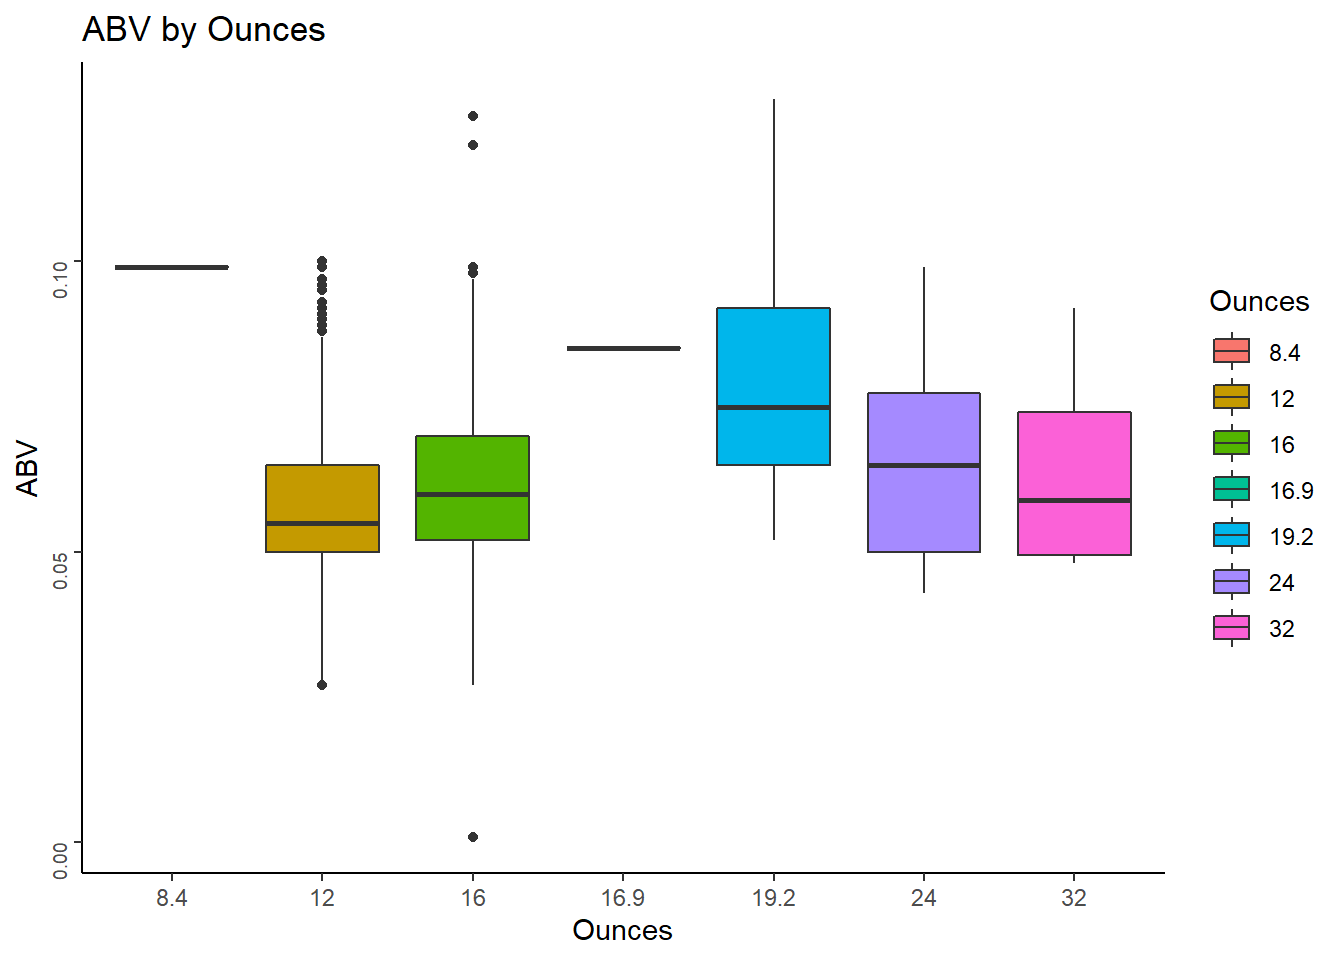 ABV by Ounces
ABV
0.10
0.05
0.00
8.4 12 16 16.9 19.2 24 32
Ounces
Ounces
8.4
12
16
16.9
19.2
24
32